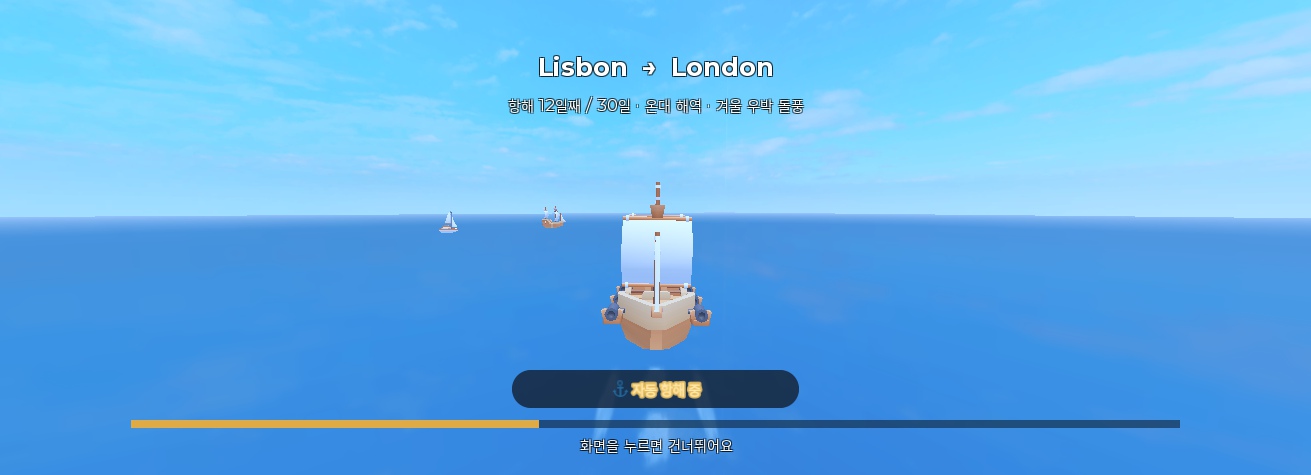 Lisbon → London
항해 12일째 / 30일 · 온대 해역 · 겨울 우박 돌풍
⚓ 자동 항해 중
화면을 누르면 건너뛰어요